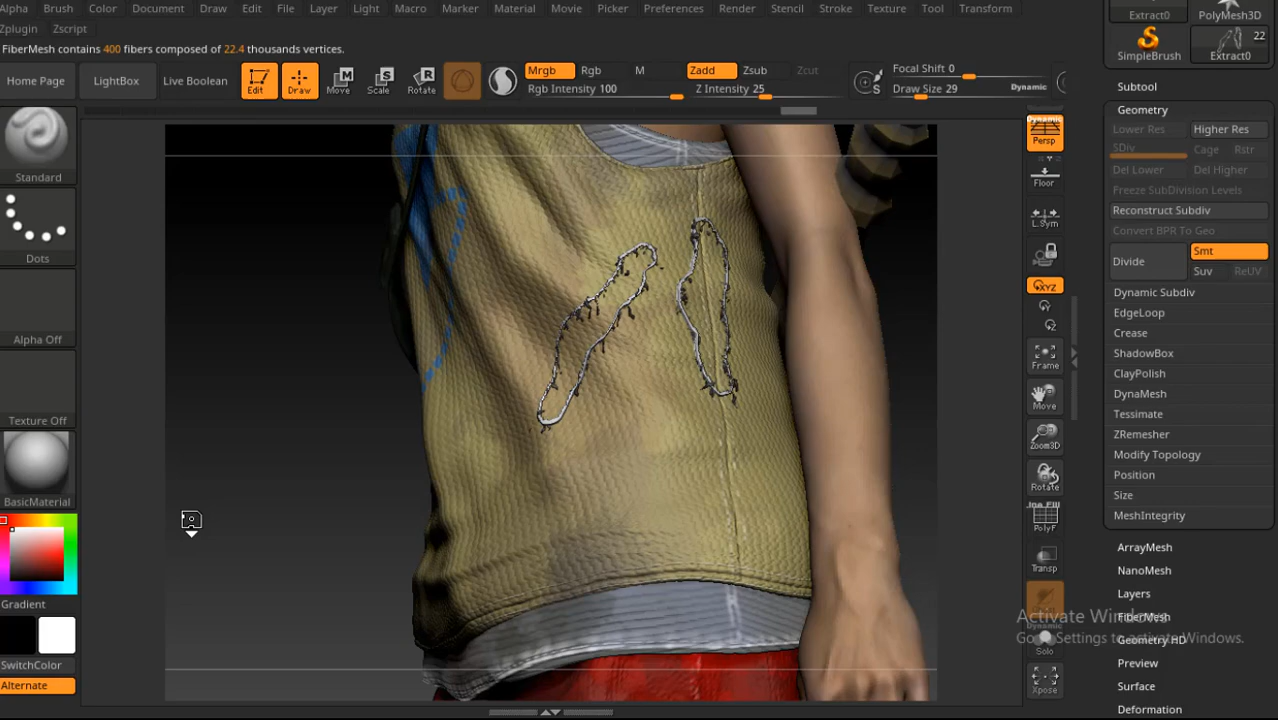 Alpha Brush Color Document Draw Edit File Layer Light Macro Marker Material Movie Picker Preferences Render Stencil Stroke Texture Tool Transform
Zplugin Zscript
FiberMesh contains 400 fibers composed of 22.4 thousands vertices.
Home Page LightBox Live Boolean Edit Draw Move Scale Rotate
Mrgb Rgb M Zadd Zsub Zcut Focal Shift 0
Rgb Intensity 100 Z Intensity 25 Draw Size 29 Dynamic
Standard
Dots
Alpha Off
Texture Off
BasicMaterial
Gradient
SwitchColor
Alternate
Dynamic
Persp
Floor
L.Sym
XYZ
Y
Z
Frame
Move
Zoom3D
Rotate
PolyF
Transp
Dynamic
Solo
Xpose
Extract0 PolyMesh3D
SimpleBrush Extract0 22
Subtool
Geometry
Lower Res Higher Res
SDiv Cage Rstr
Del Lower Del Higher
Freeze SubDivision Levels
Reconstruct Subdiv
Convert BPR To Geo
Divide Smt
Suv ReUV
Dynamic Subdiv
EdgeLoop
Crease
ShadowBox
ClayPolish
DynaMesh
Tessimate
ZRemesher
Modify Topology
Position
Size
MeshIntegrity
ArrayMesh
NanoMesh
Layers
FiberMesh
Geometry HD
Preview
Surface
Deformation
Activate Windows
Go to Settings to activate Windows.